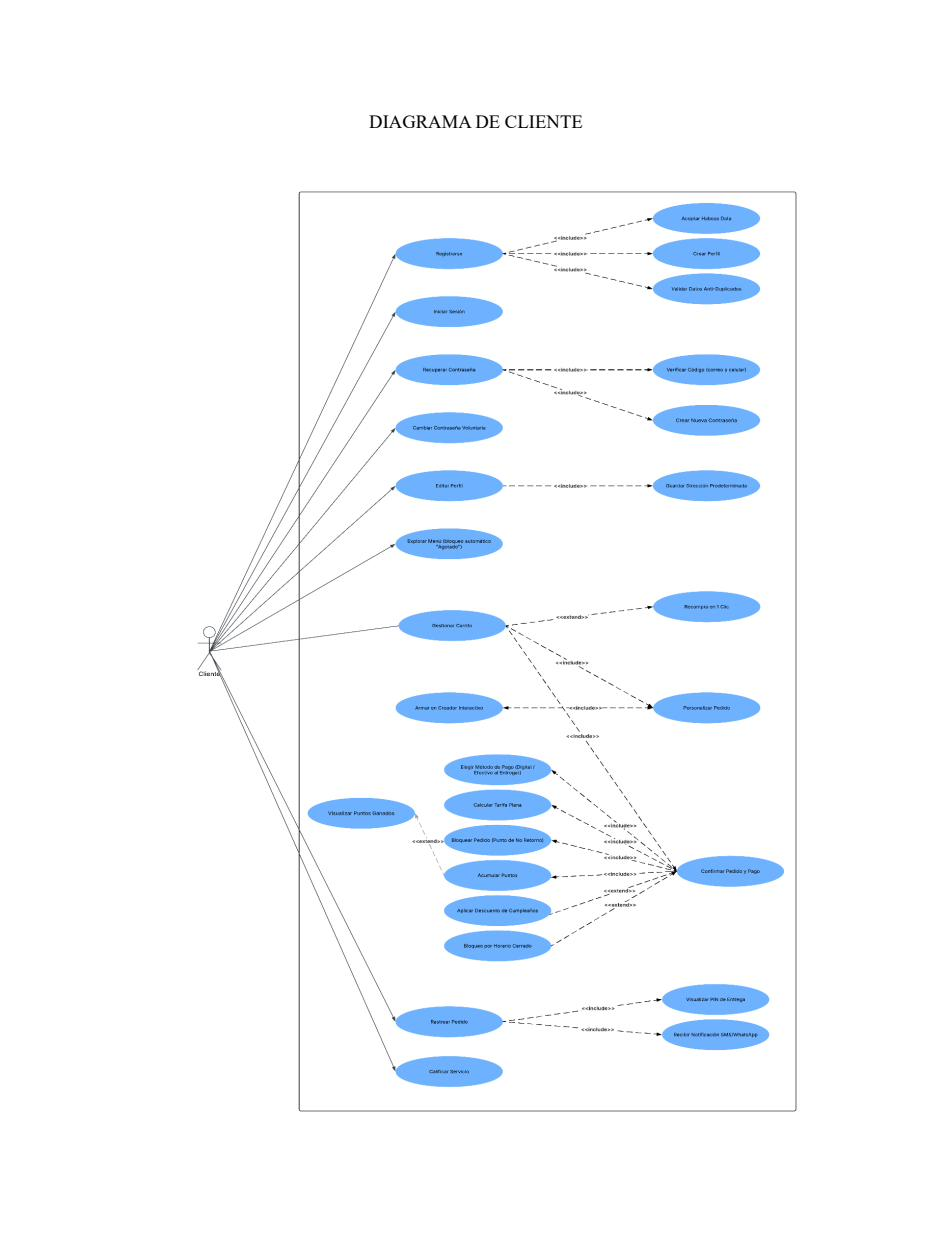 DIAGRAMA DE CLIENTE
Aceptar Habeas Data
<<include>>
Registrarse
<<include>>
Crear Perfil
<<include>>
Validar Datos Anti-Duplicados
Iniciar Sesión
Recuperar Contraseña
<<include>>
Verificar Código (correo o celular)
<<include>>
Crear Nueva Contraseña
Cambiar Contraseña Voluntaria
Editar Perfil
<<include>>
Guardar Dirección Predeterminada
Explorar Menú (bloqueo automático
"Agotado")
Recompra en 1 Clic
<<extend>>
Gestionar Carrito
<<include>>
Cliente
Armar en Creador Interactivo
<<include>>
Personalizar Pedido
<<include>>
Elegir Método de Pago (Digital /
Efectivo al Entregar)
Calcular Tarifa Plana
Visualizar Puntos Ganados
<<include>>
<<extend>>
Bloquear Pedido (Punto de No Retorno)
<<include>>
<<include>>
Acumular Puntos
<<include>>
Confirmar Pedido y Pago
<<extend>>
<<extend>>
Aplicar Descuento de Cumpleaños
Bloqueo por Horario Cerrado
Visualizar PIN de Entrega
<<include>>
Rastrear Pedido
<<include>>
Recibir Notificación SMS/WhatsApp
Calificar Servicio